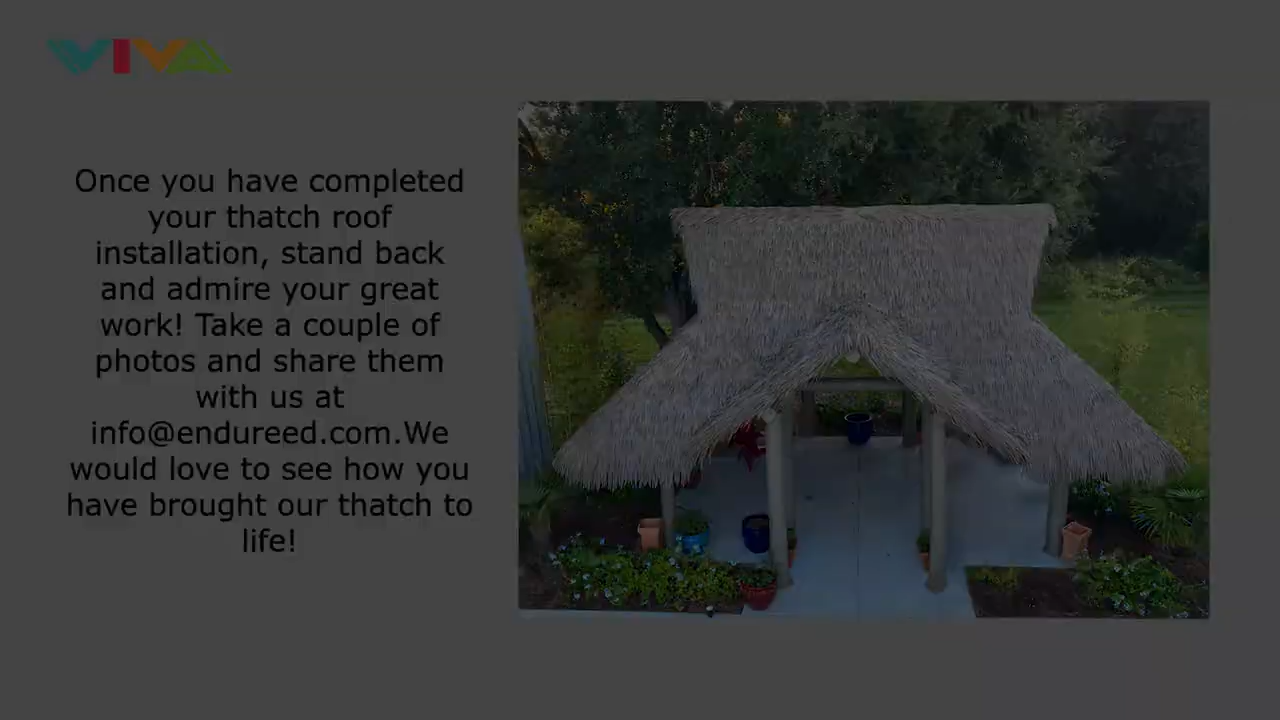 VIVA
Once you have completed
your thatch roof
installation, stand back
and admire your great
work! Take a couple of
photos and share them
with us at
info@endureed.com.We
would love to see how you
have brought our thatch to
life!